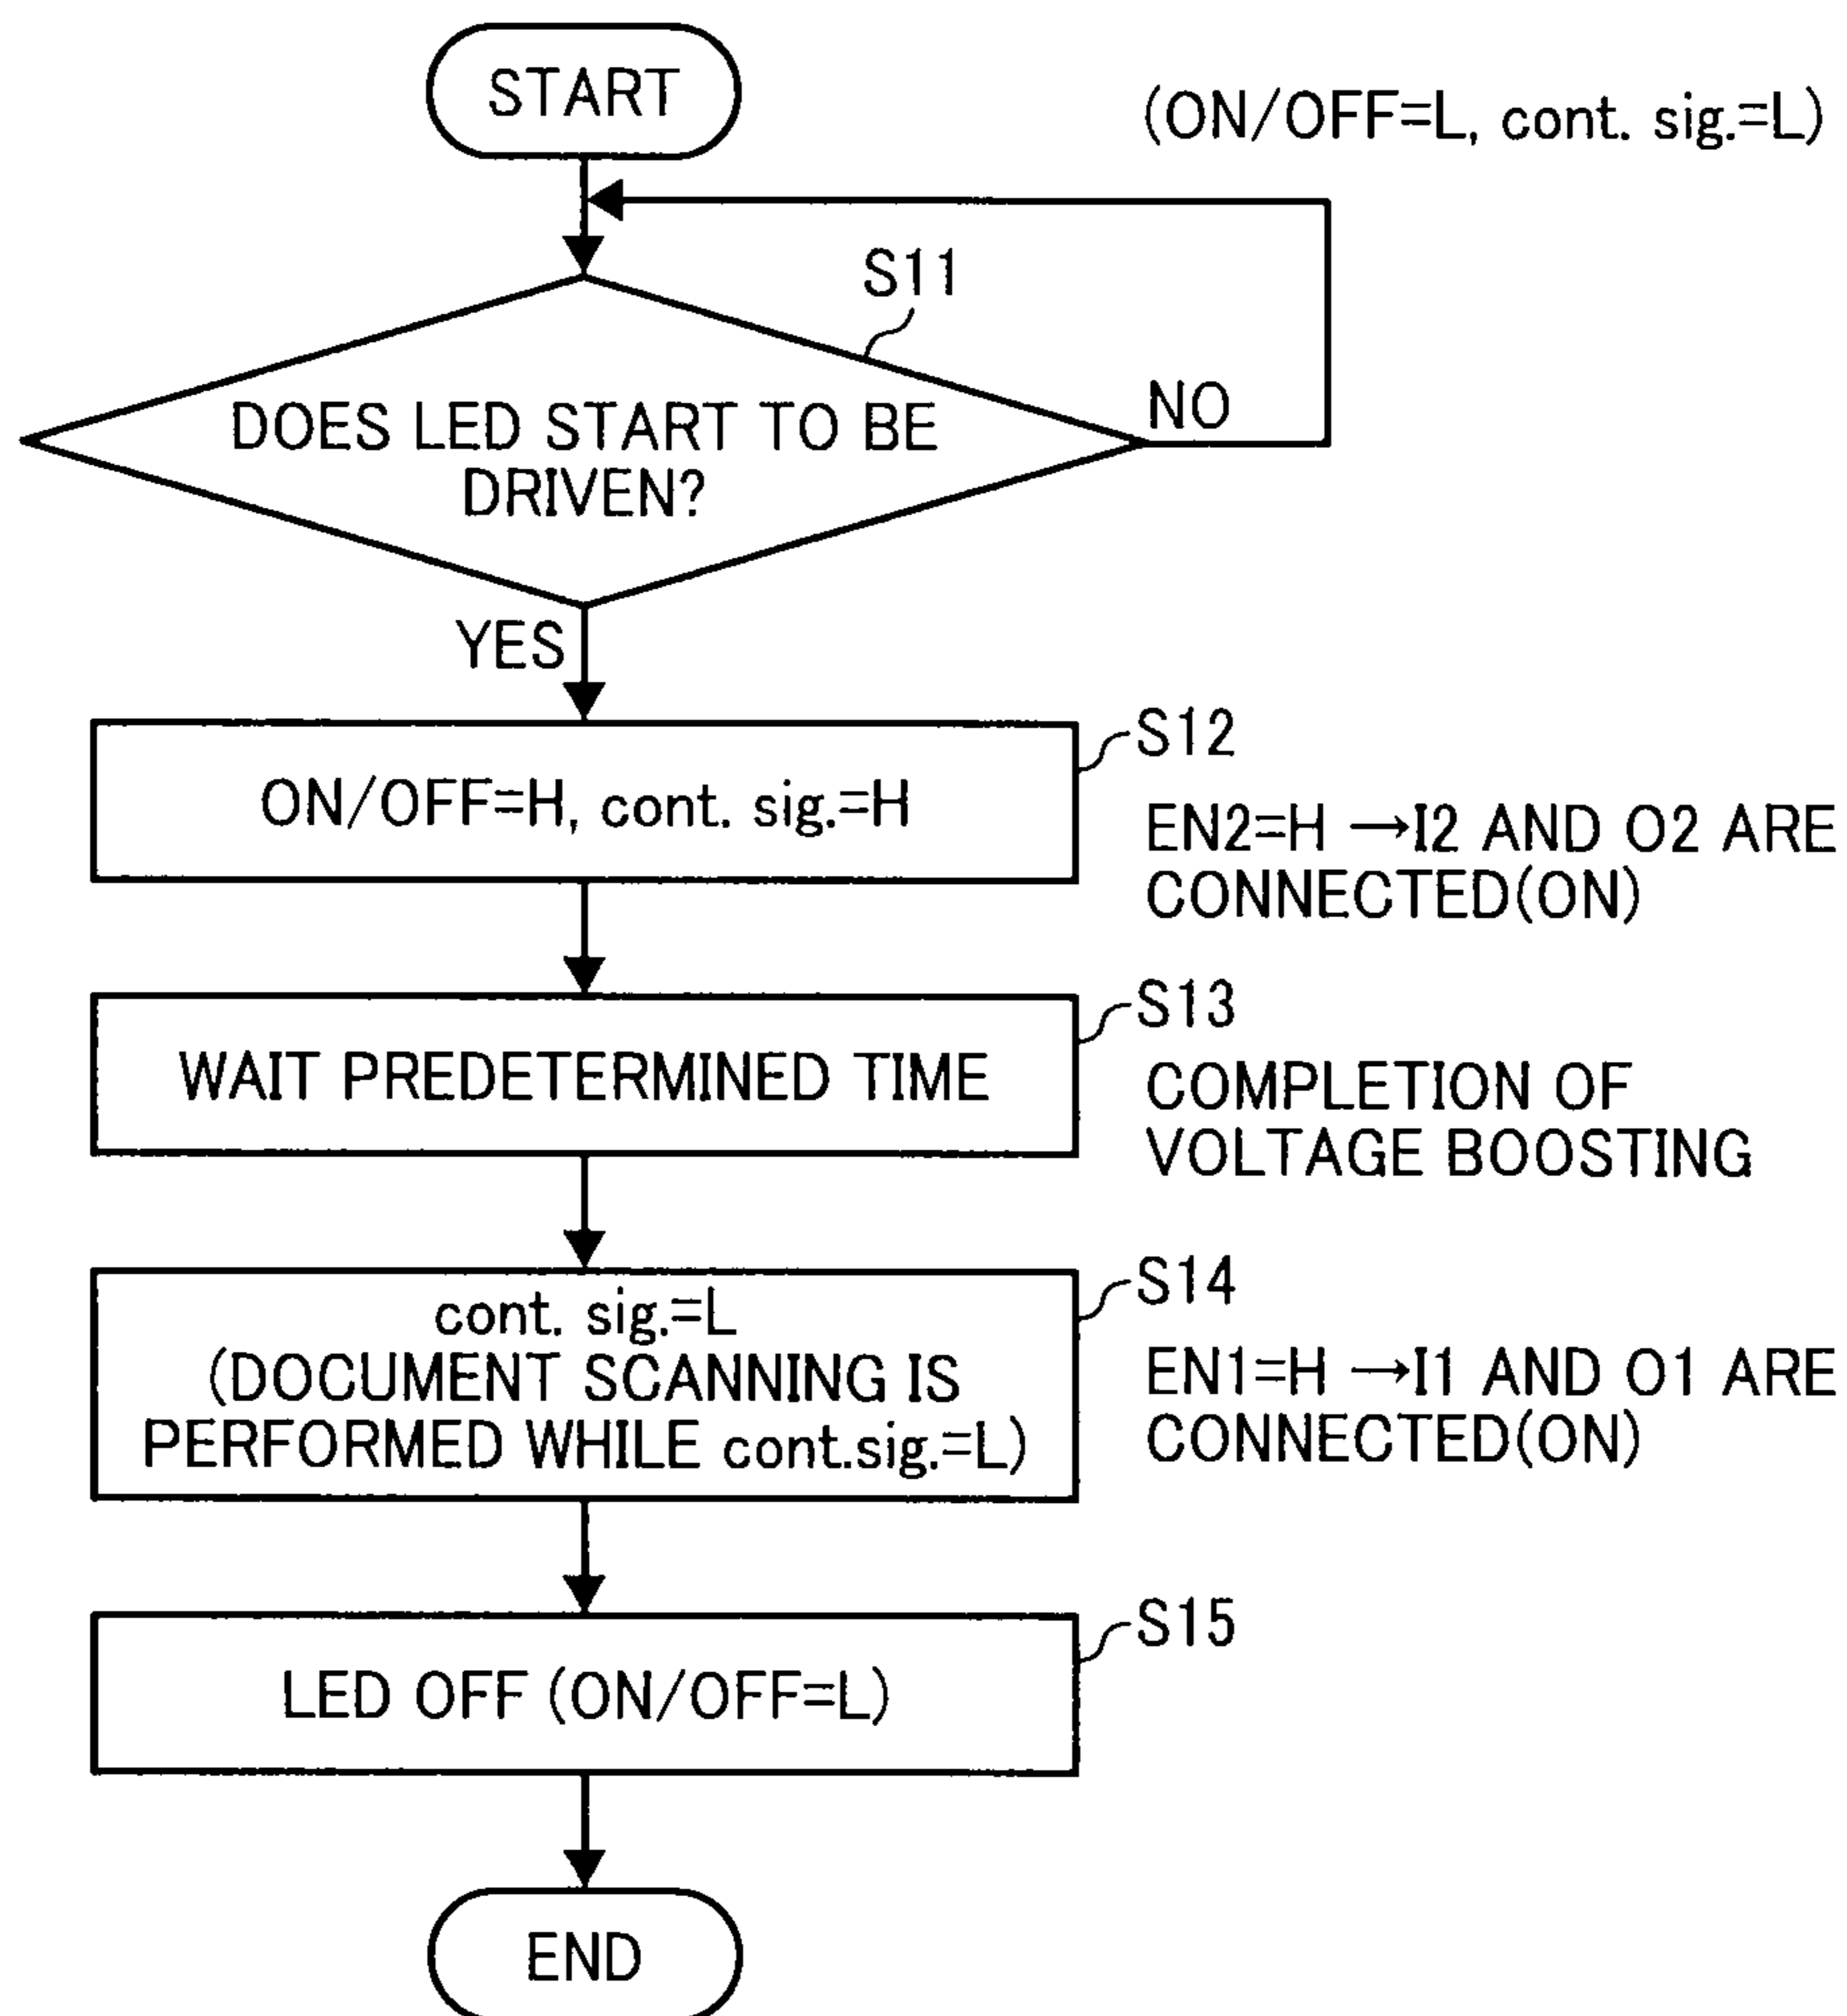 START
(ON/OFF=L, cont. sig.=L)
S11
DOES LED START TO BE
DRIVEN?
NO
YES
S12
ON/OFF=H, cont. sig.=H
EN2=H →I2 AND O2 ARE
CONNECTED(ON)
S13
WAIT PREDETERMINED TIME
COMPLETION OF
VOLTAGE BOOSTING
S14
cont. sig.=L
(DOCUMENT SCANNING IS
PERFORMED WHILE cont.sig.=L)
EN1=H →I1 AND O1 ARE
CONNECTED(ON)
S15
LED OFF (ON/OFF=L)
END